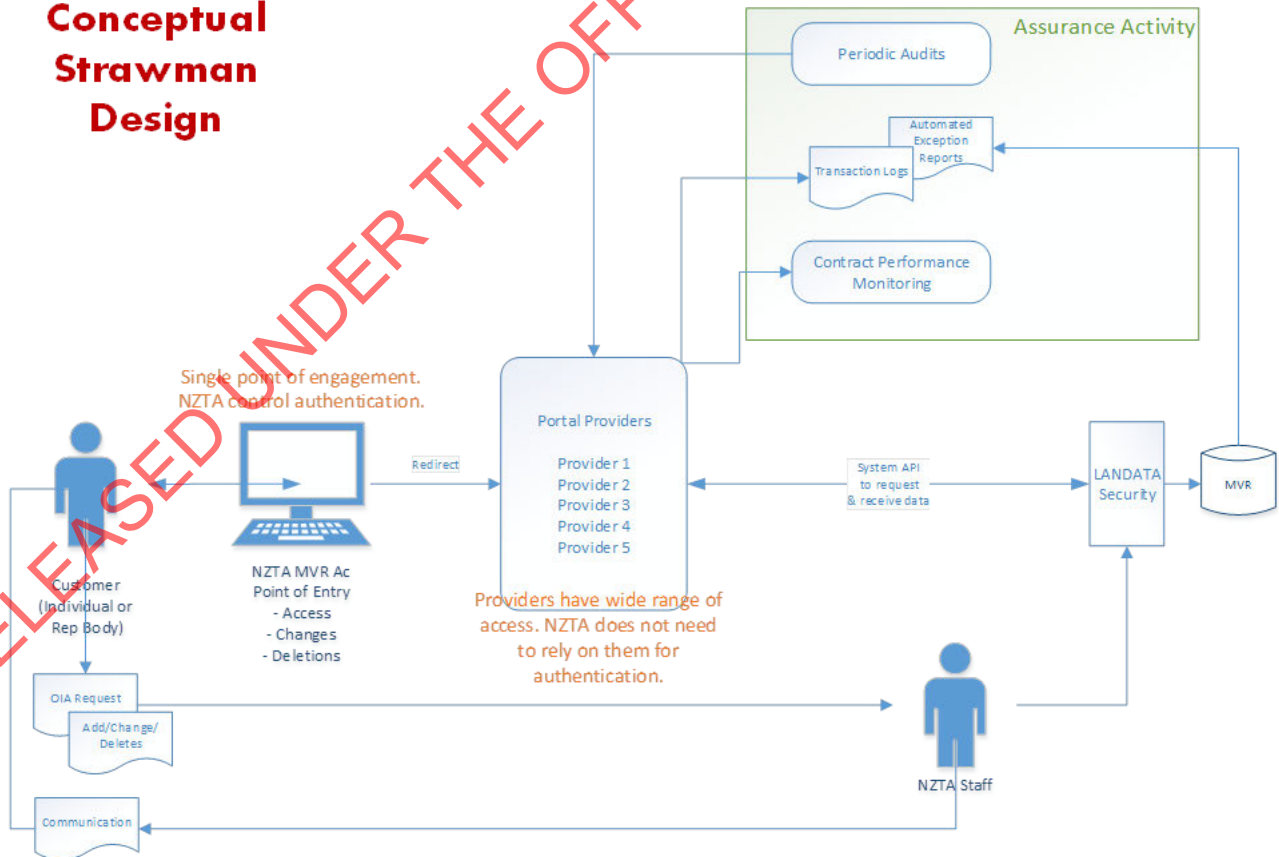 Conceptual
Strawman
Design
RELEASED UNDER THE OFF
Assurance Activity
Periodic Audits
Automated
Exception
Reports
Transaction Logs
Contract Performance
Monitoring
Single point of engagement.
NZTA control authentication.
Redirect
Portal Providers
Provider 1
Provider 2
Provider 3
Provider 4
Provider 5
System API
to request
& receive data
LANDATA
Security
MVR
Customer
(Individual or
Rep Body)
NZTA MVR Ac
Point of Entry
- Access
- Changes
- Deletions
Providers have wide range of
access. NZTA does not need
to rely on them for
authentication.
OIA Request
Add/Change/
Deletes
NZTA Staff
Communication